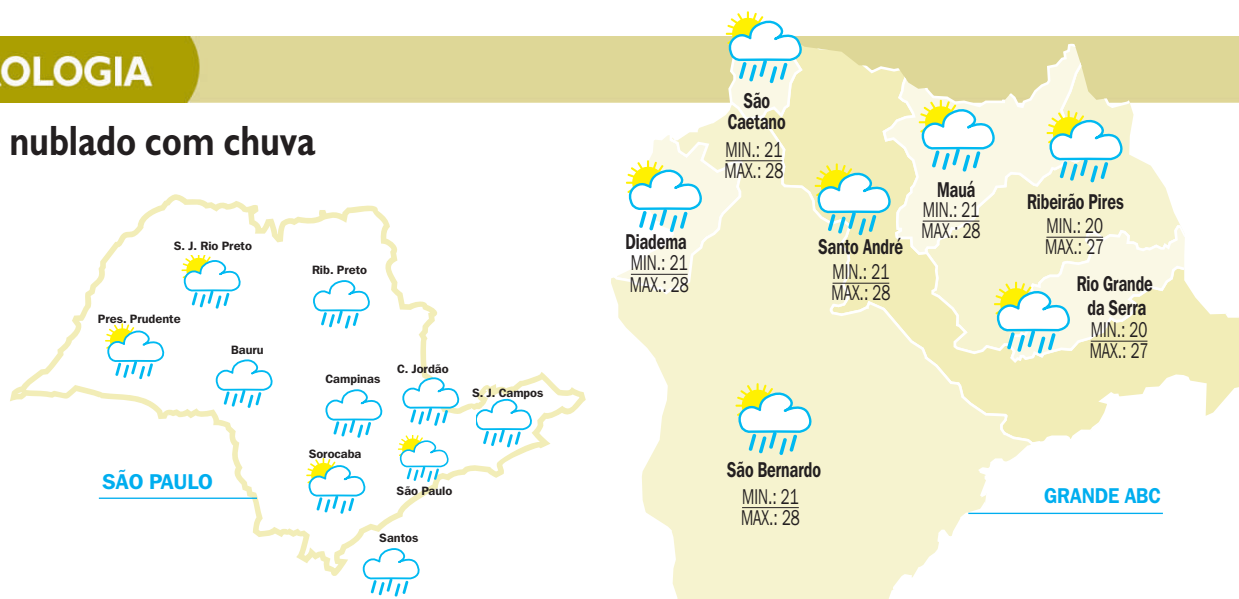 OLOGIA
nublado com chuva
S. J. Rio Preto
Rib. Preto
Pres. Prudente
Bauru
Campinas
C. Jordão
S. J. Campos
Sorocaba
São Paulo
Santos
SÃO PAULO
São
Caetano
MIN.: 21
MAX.: 28
Diadema
MIN.: 21
MAX.: 28
Santo André
MIN.: 21
MAX.: 28
Mauá
MIN.: 21
MAX.: 28
Ribeirão Pires
MIN.: 20
MAX.: 27
Rio Grande
da Serra
MIN.: 20
MAX.: 27
São Bernardo
MIN.: 21
MAX.: 28
GRANDE ABC